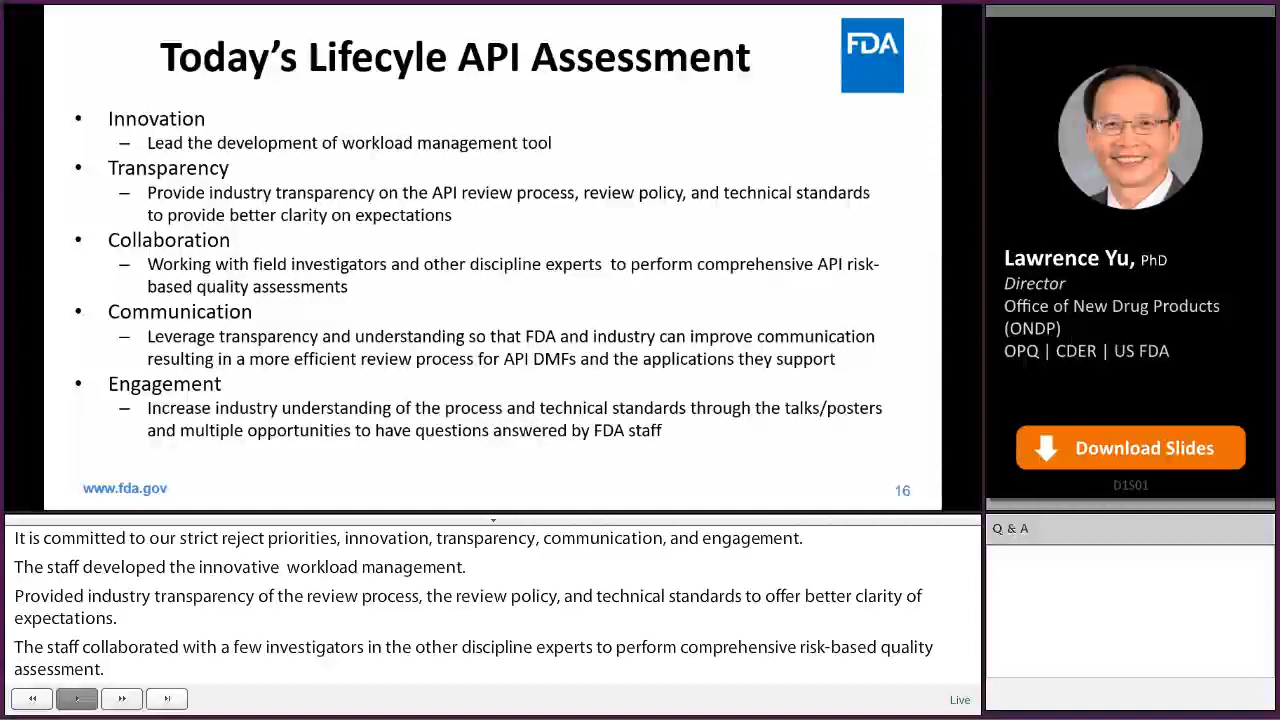 Today's Lifecyle API Assessment
FDA
• Innovation
– Lead the development of workload management tool
• Transparency
– Provide industry transparency on the API review process, review policy, and technical standards
to provide better clarity on expectations
• Collaboration
– Working with field investigators and other discipline experts to perform comprehensive API risk-
based quality assessments
• Communication
– Leverage transparency and understanding so that FDA and industry can improve communication
resulting in a more efficient review process for API DMFs and the applications they support
• Engagement
– Increase industry understanding of the process and technical standards through the talks/posters
and multiple opportunities to have questions answered by FDA staff
www.fda.gov
16
Lawrence Yu, PhD
Director
Office of New Drug Products
(ONDP)
OPQ | CDER | US FDA
Download Slides
D1S01
It is committed to our strict reject priorities, innovation, transparency, communication, and engagement.
The staff developed the innovative workload management.
Provided industry transparency of the review process, the review policy, and technical standards to offer better clarity of
expectations.
The staff collaborated with a few investigators in the other discipline experts to perform comprehensive risk-based quality
assessment.
Live
Q & A